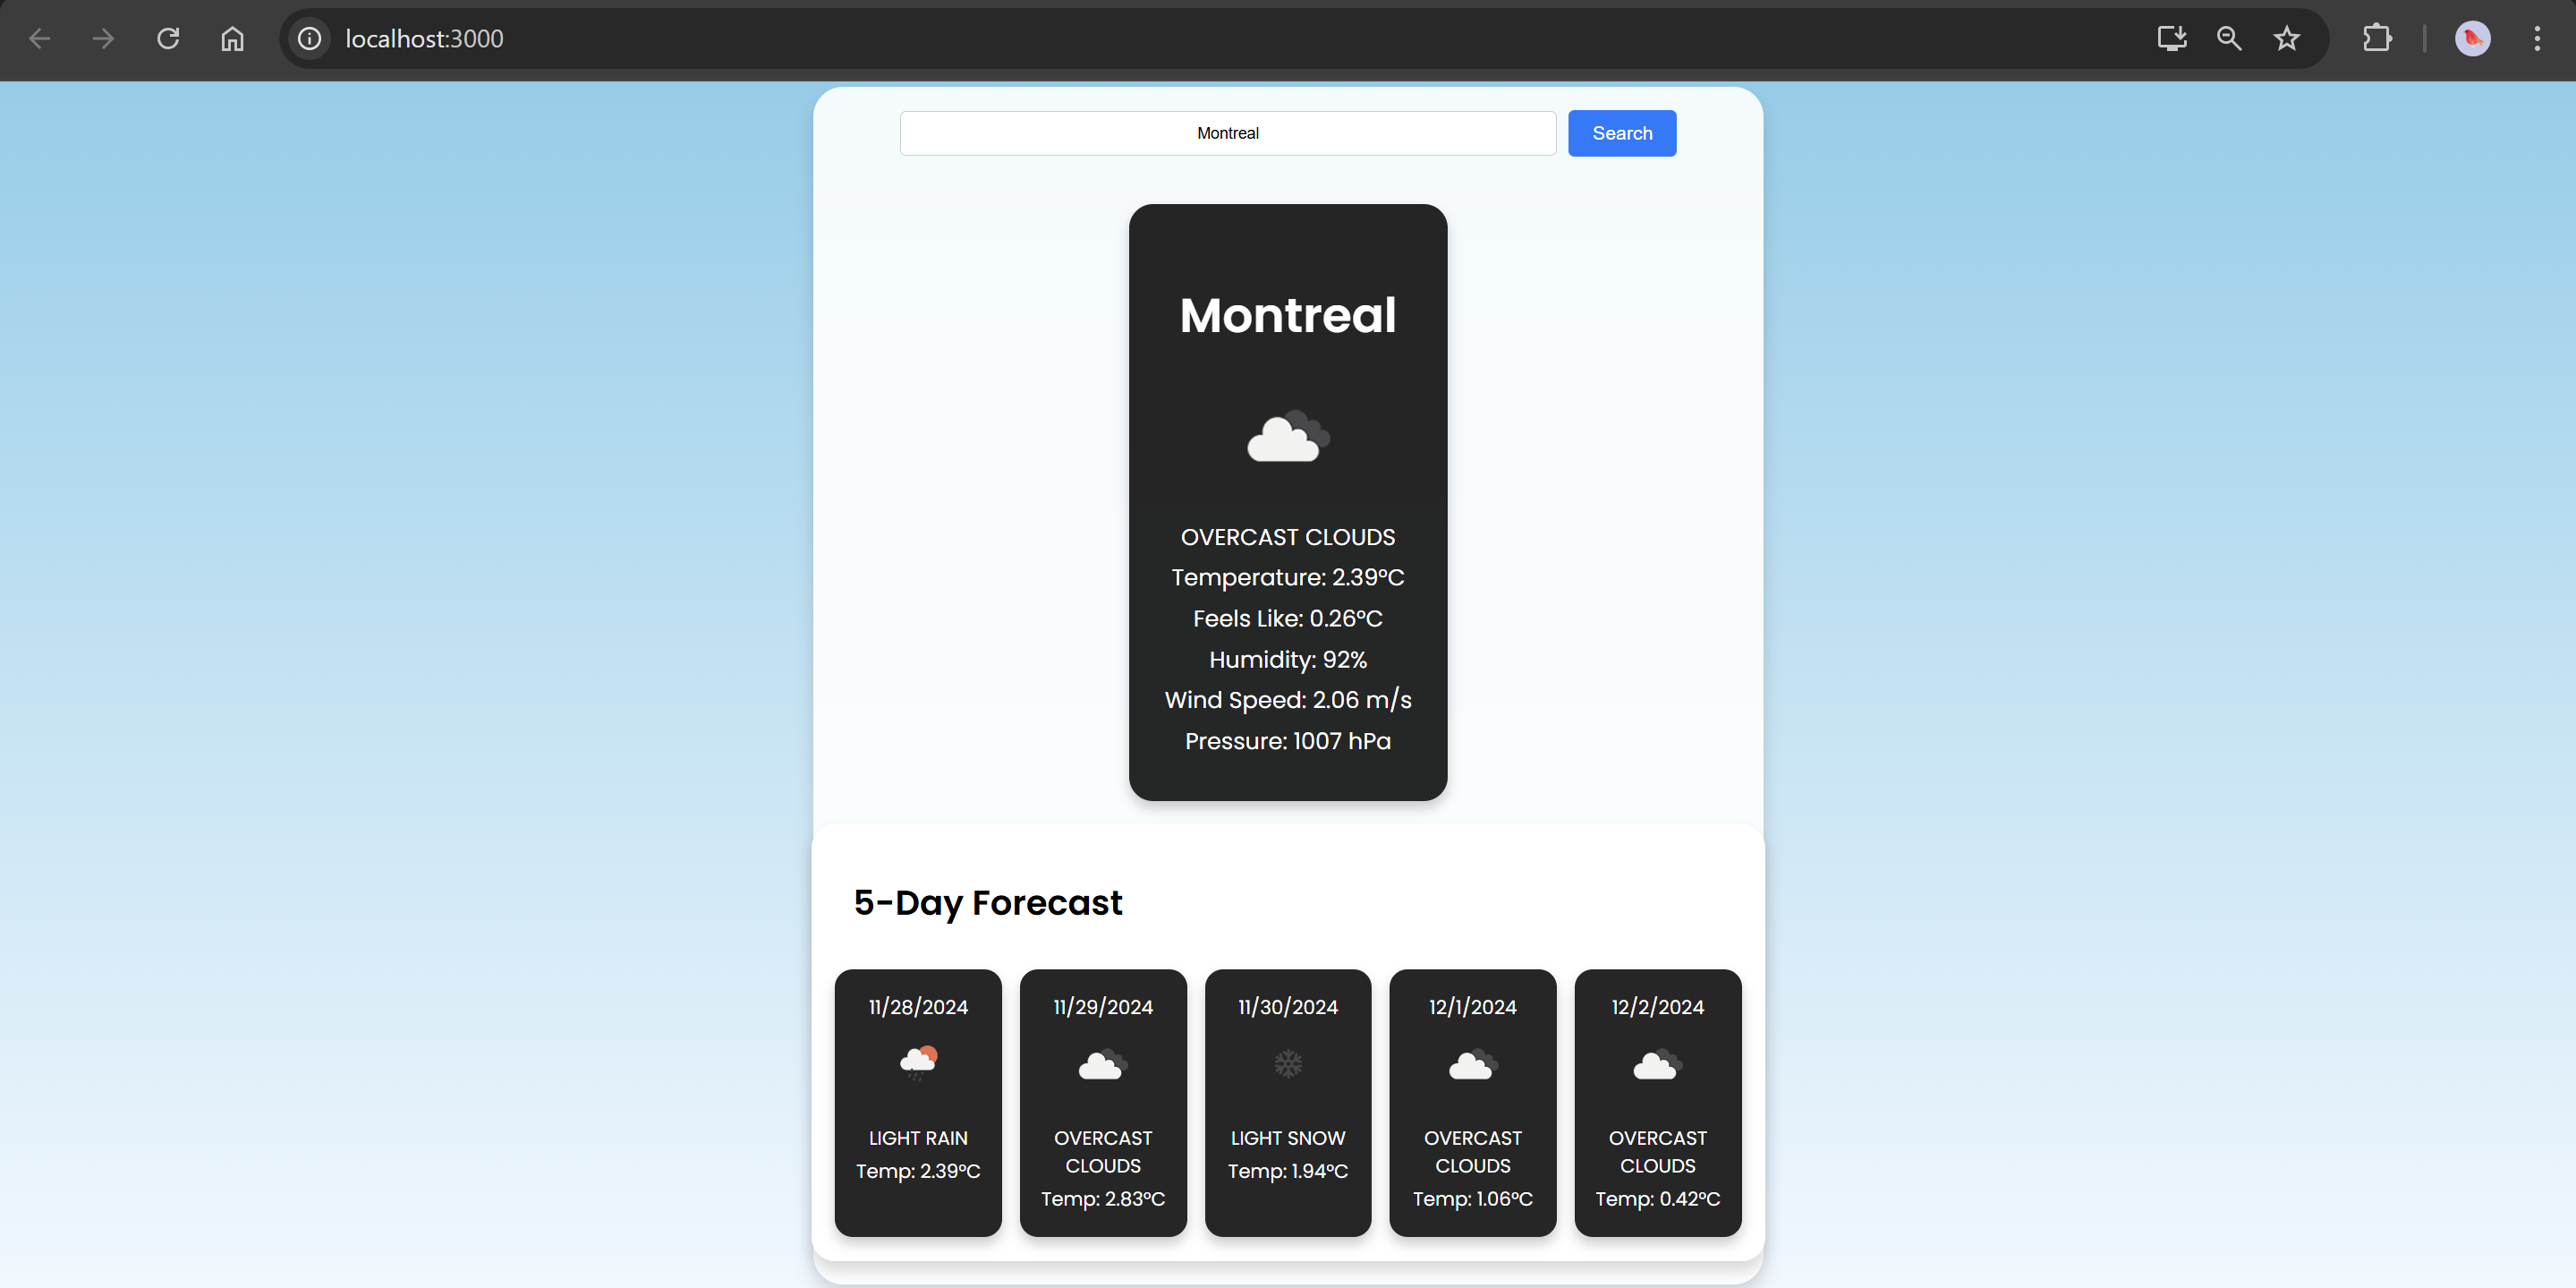 localhost:3000
Montreal
Search
Montreal
OVERCAST CLOUDS
Temperature: 2.39°C
Feels Like: 0.26°C
Humidity: 92%
Wind Speed: 2.06 m/s
Pressure: 1007 hPa
5-Day Forecast
11/28/2024
LIGHT RAIN
Temp: 2.39°C
11/29/2024
OVERCAST
CLOUDS
Temp: 2.83°C
11/30/2024
LIGHT SNOW
Temp: 1.94°C
12/1/2024
OVERCAST
CLOUDS
Temp: 1.06°C
12/2/2024
OVERCAST
CLOUDS
Temp: 0.42°C